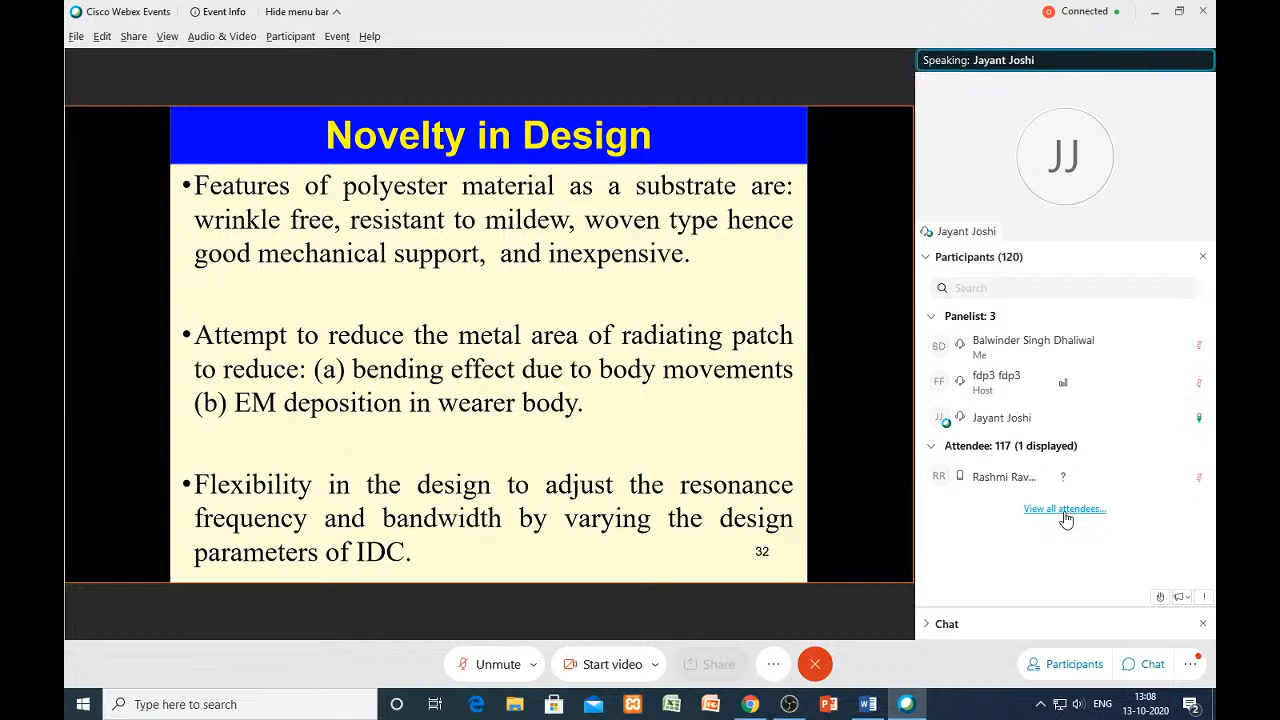 Cisco Webex Events
Event Info
Hide menu bar
Connected
File Edit Share View Audio & Video Participant Event Help
Speaking: Jayant Joshi
JJ
Jayant Joshi
Novelty in Design
•Features of polyester material as a substrate are:
wrinkle free, resistant to mildew, woven type hence
good mechanical support, and inexpensive.
•Attempt to reduce the metal area of radiating patch
to reduce: (a) bending effect due to body movements
(b) EM deposition in wearer body.
•Flexibility in the design to adjust the resonance
frequency and bandwidth by varying the design
parameters of IDC.
32
Participants (120)
Search
Panelist: 3
BD Balwinder Singh Dhaliwal
Me
FF fdp3 fdp3
Host
JJ Jayant Joshi
Attendee: 117 (1 displayed)
RR Rashmi Rav... ?
View all attendees...
Chat
Unmute
Start video
Share
Participants
Chat
Type here to search
ENG
13:08
13-10-2020
2